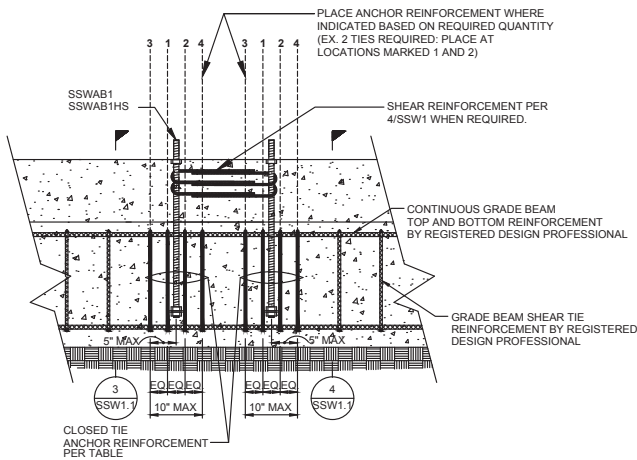 PLACE ANCHOR REINFORCEMENT WHERE
INDICATED BASED ON REQUIRED QUANTITY
(EX. 2 TIES REQUIRED: PLACE AT
LOCATIONS MARKED 1 AND 2)
3 1 2 4 3 1 2 4
SSWAB1
SSWAB1HS
SHEAR REINFORCEMENT PER
4/SSW1 WHEN REQUIRED.
CONTINUOUS GRADE BEAM
TOP AND BOTTOM REINFORCEMENT
BY REGISTERED DESIGN PROFESSIONAL
GRADE BEAM SHEAR TIE
REINFORCEMENT BY REGISTERED
DESIGN PROFESSIONAL
5" MAX 5" MAX
3
SSW1.1
EQ EQ EQ EQ EQ EQ
4
SSW1.1
10" MAX 10" MAX
CLOSED TIE
ANCHOR REINFORCEMENT
PER TABLE